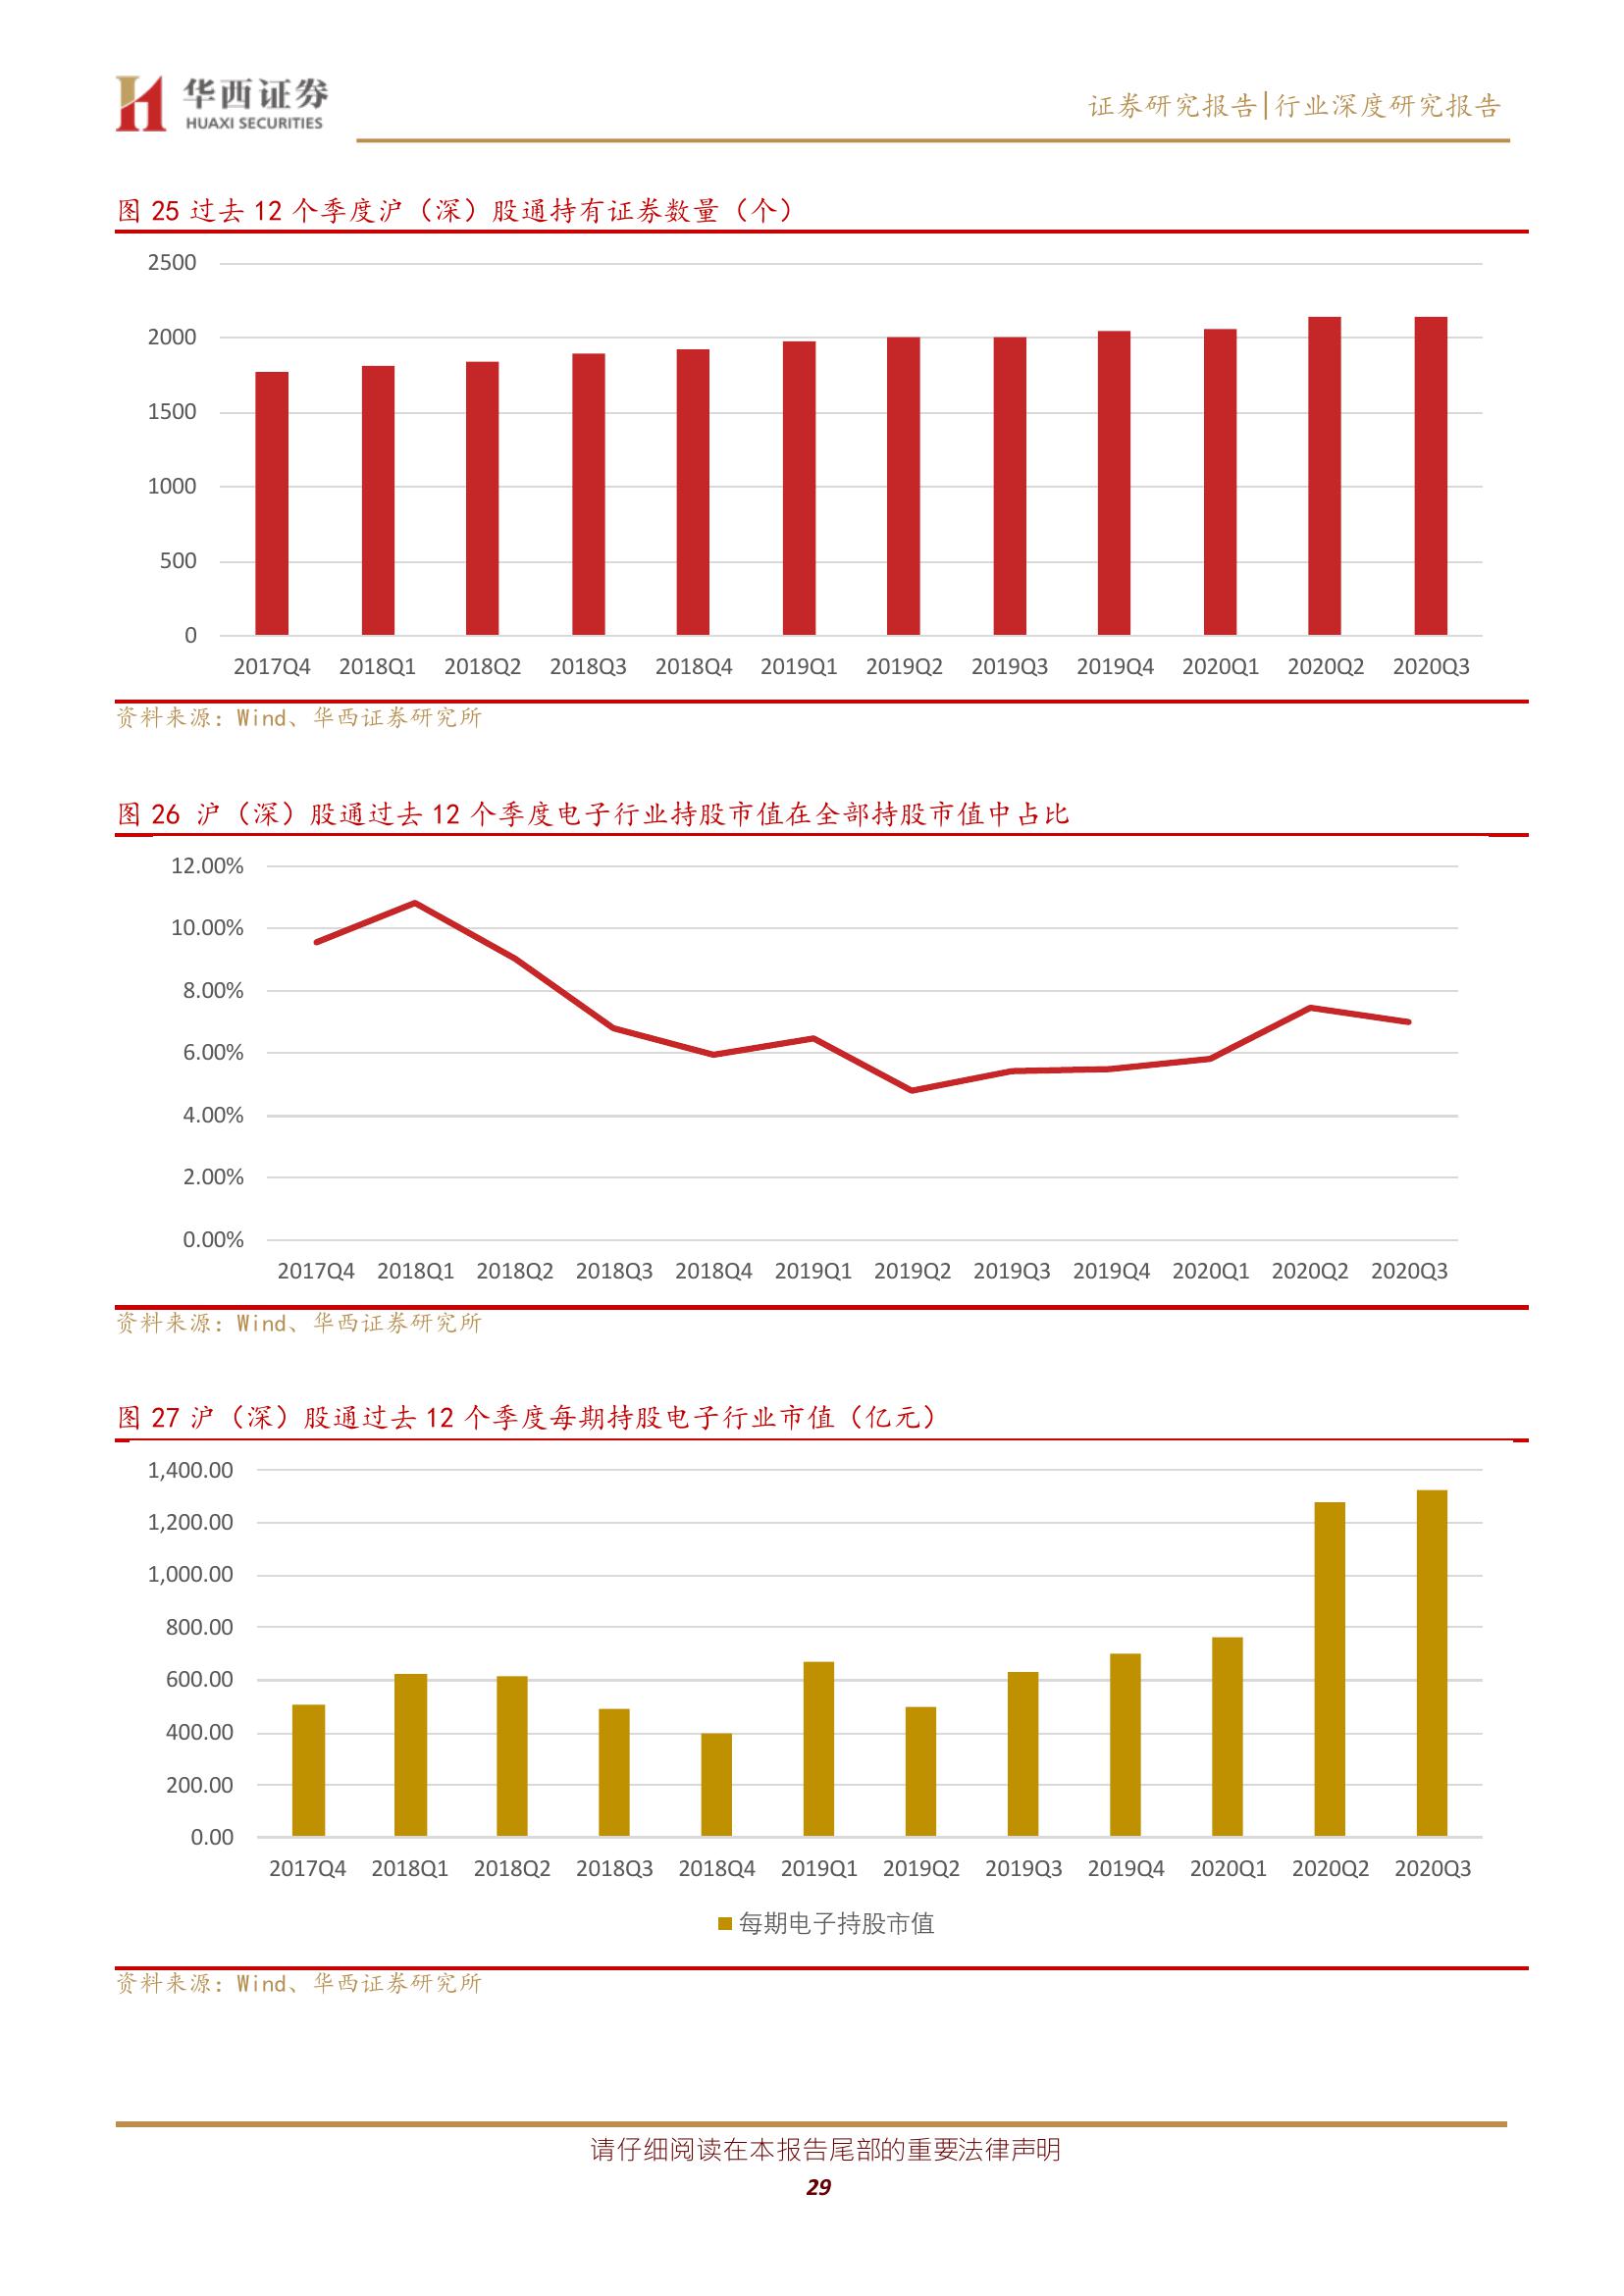 华西证券
HUAXI SECURITIES
证券研究报告|行业深度研究报告
图 25 过去 12 个季度沪（深）股通持有证券数量（个）
2500
2000
1500
1000
500
0
2017Q4 2018Q1 2018Q2 2018Q3 2018Q4 2019Q1 2019Q2 2019Q3 2019Q4 2020Q1 2020Q2 2020Q3
资料来源：Wind、华西证券研究所
图 26 沪（深）股通过去 12 个季度电子行业持股市值在全部持股市值中占比
12.00%
10.00%
8.00%
6.00%
4.00%
2.00%
0.00%
2017Q4 2018Q1 2018Q2 2018Q3 2018Q4 2019Q1 2019Q2 2019Q3 2019Q4 2020Q1 2020Q2 2020Q3
资料来源：Wind、华西证券研究所
图 27 沪（深）股通过去 12 个季度每期持股电子行业市值（亿元）
1,400.00
1,200.00
1,000.00
800.00
600.00
400.00
200.00
0.00
2017Q4 2018Q1 2018Q2 2018Q3 2018Q4 2019Q1 2019Q2 2019Q3 2019Q4 2020Q1 2020Q2 2020Q3
每期电子持股市值
资料来源：Wind、华西证券研究所
请仔细阅读在本报告尾部的重要法律声明
29